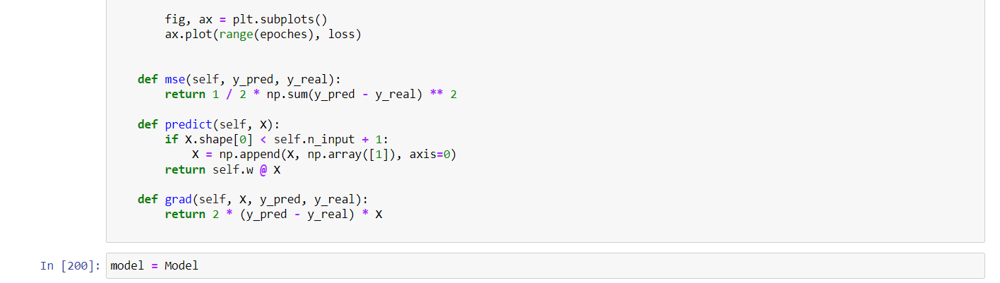 fig, ax = plt.subplots()
ax.plot(range(epoches), loss)
def mse(self, y_pred, y_real):
return 1 / 2 * np.sum(y_pred - y_real) ** 2
def predict(self, X):
if X.shape[0] < self.n_input + 1:
X = np.append(X, np.array([1]), axis=0)
return self.w @ X
def grad(self, X, y_pred, y_real):
return 2 * (y_pred - y_real) * X
In [200]: model = Model